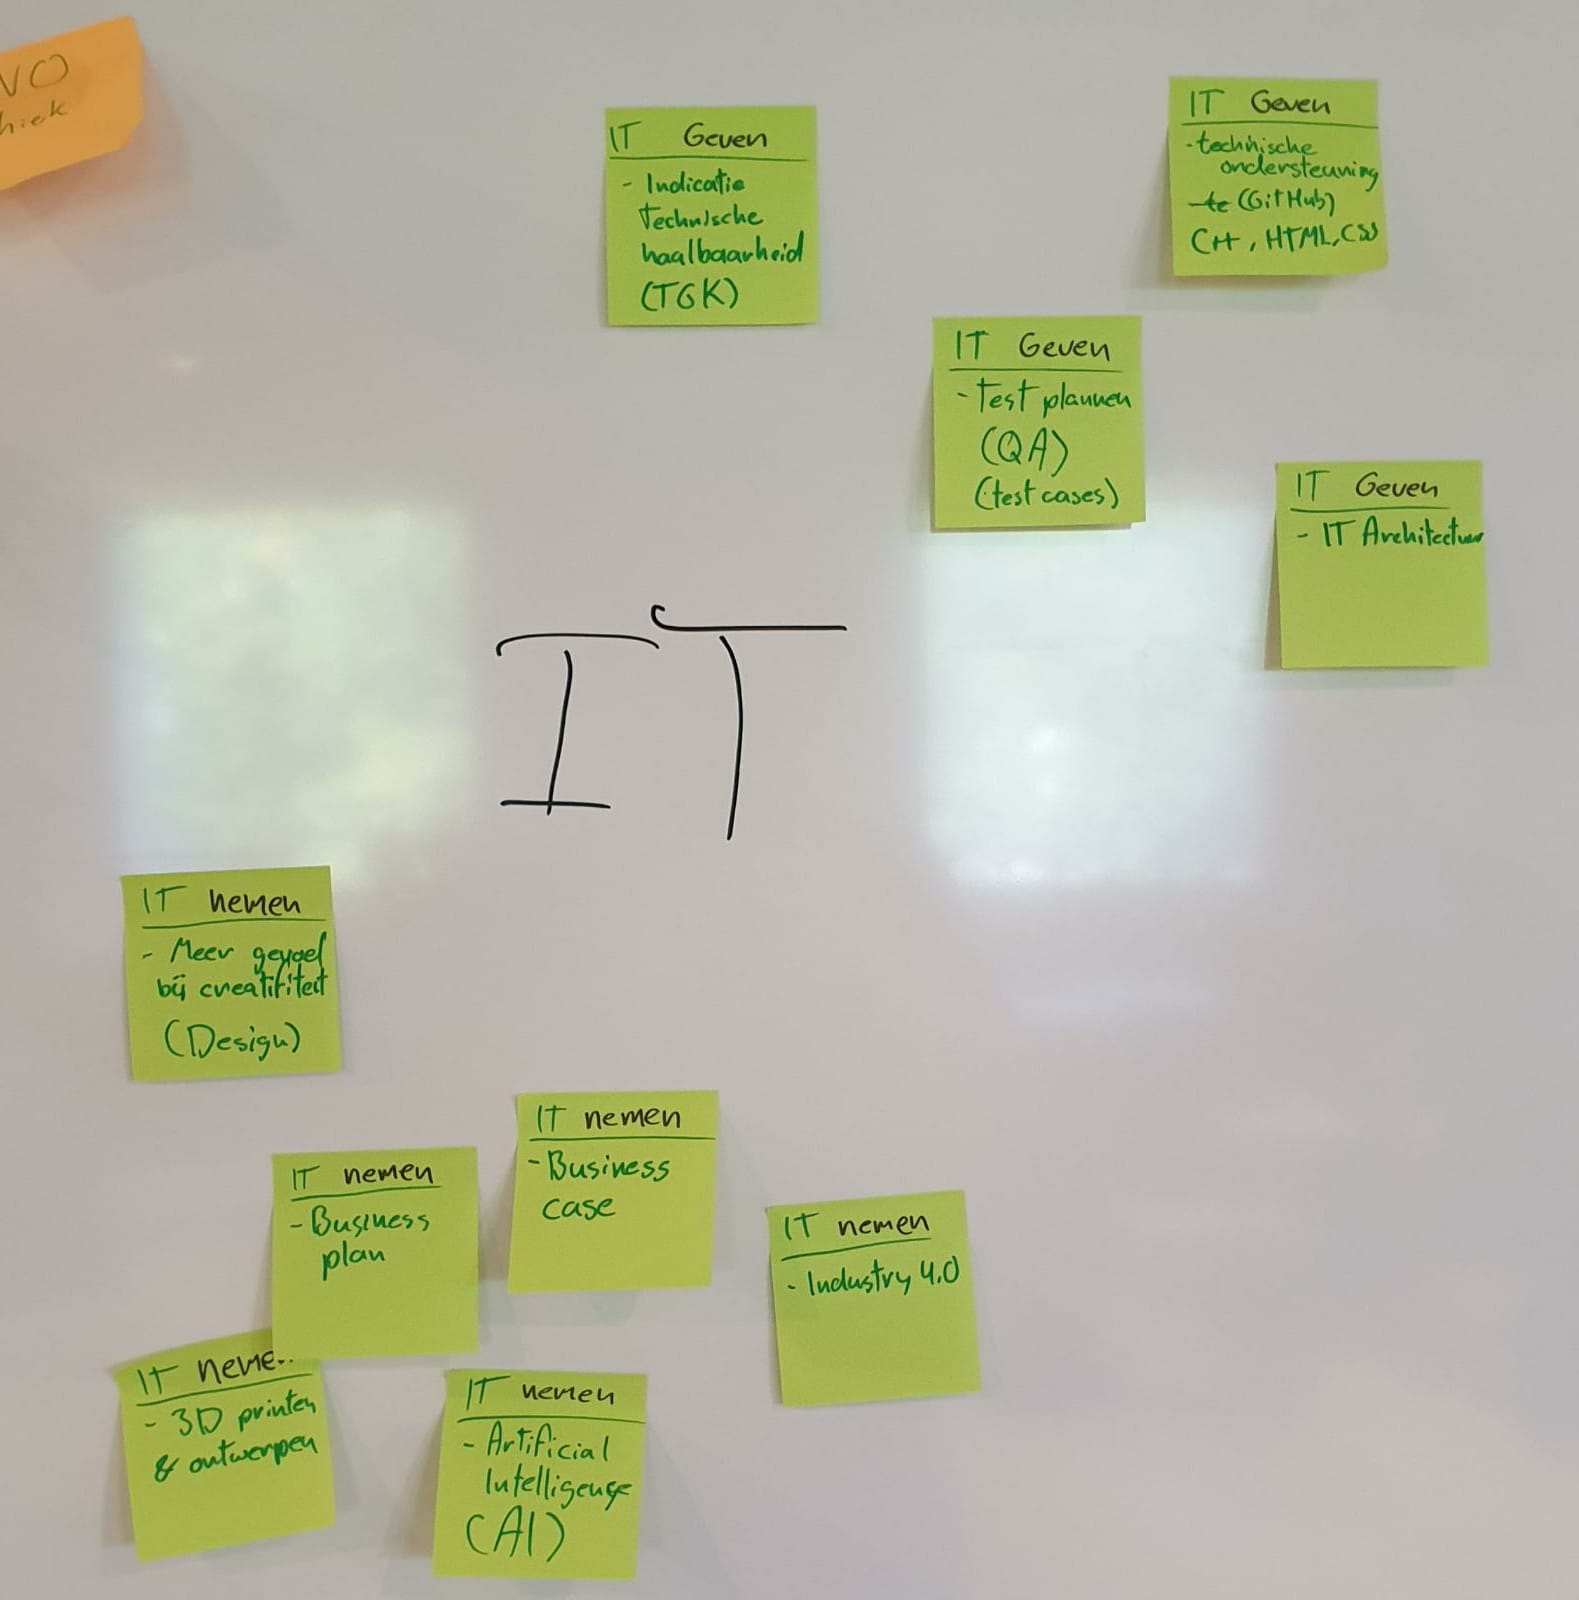 VO
hiek
IT Geven
- Indicatie
Technische
haalbaarheid
(TGK)
IT Geven
- technische
ondersteuning
te (GitHub)
C++, HTML, CSS
IT Geven
- Test plannen
(QA)
(test cases)
IT Geven
- IT Architectuur
IT
IT nemen
- Meer gevoel
bij creatifiteit
(Design)
IT nemen
- Business
case
IT nemen
- Business
plan
IT nemen
- Industry 4.0
IT neme
- 3D printen
& ontwerpen
IT nemen
- Artificial
Intelligence
(AI)